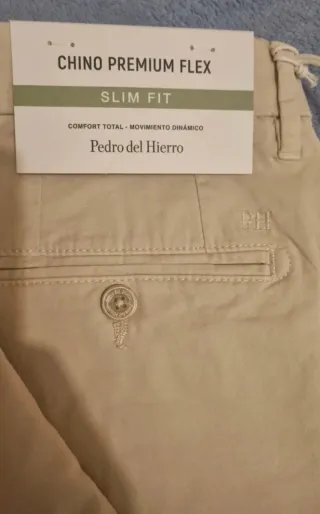 CHINO PREMIUM FLEX
SLIM FIT
COMFORT TOTAL - MOVIMIENTO DINÁMICO
Pedro del Hierro
PH